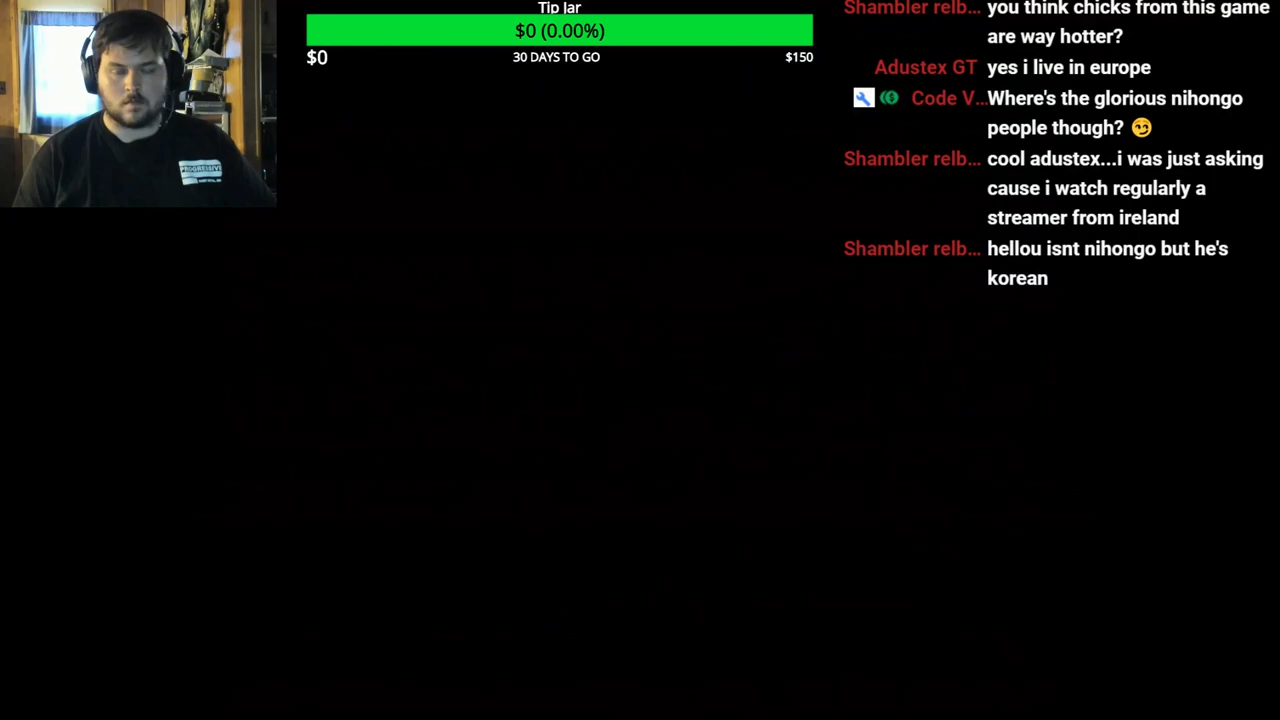 Tip Jar
$0 (0.00%)
$0
30 DAYS TO GO
$150
PROGRESSIVE
Shambler relb… you think chicks from this game
are way hotter?
Adustex GT yes i live in europe
Code V… Where's the glorious nihongo
people though? 😏
Shambler relb… cool adustex...i was just asking
cause i watch regularly a
streamer from ireland
Shambler relb… hellou isnt nihongo but he's
korean